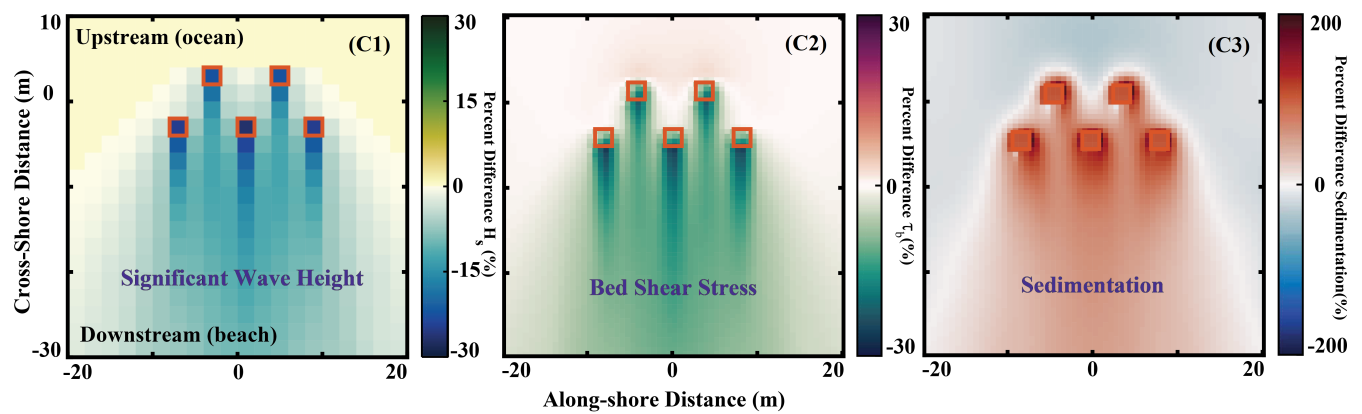 10
0
-30
Cross-Shore Distance (m)
Upstream (ocean)
(C1)
Significant Wave Height
Downstream (beach)
-20
0
20
30
15
0
-15
-30
Percent Difference Hs (%)
(C2)
Bed Shear Stress
-20
0
20
Along-shore Distance (m)
30
0
-30
Percent Difference τb(%)
(C3)
Sedimentation
-20
0
20
200
0
-200
Percent Difference Sedimentation(%)